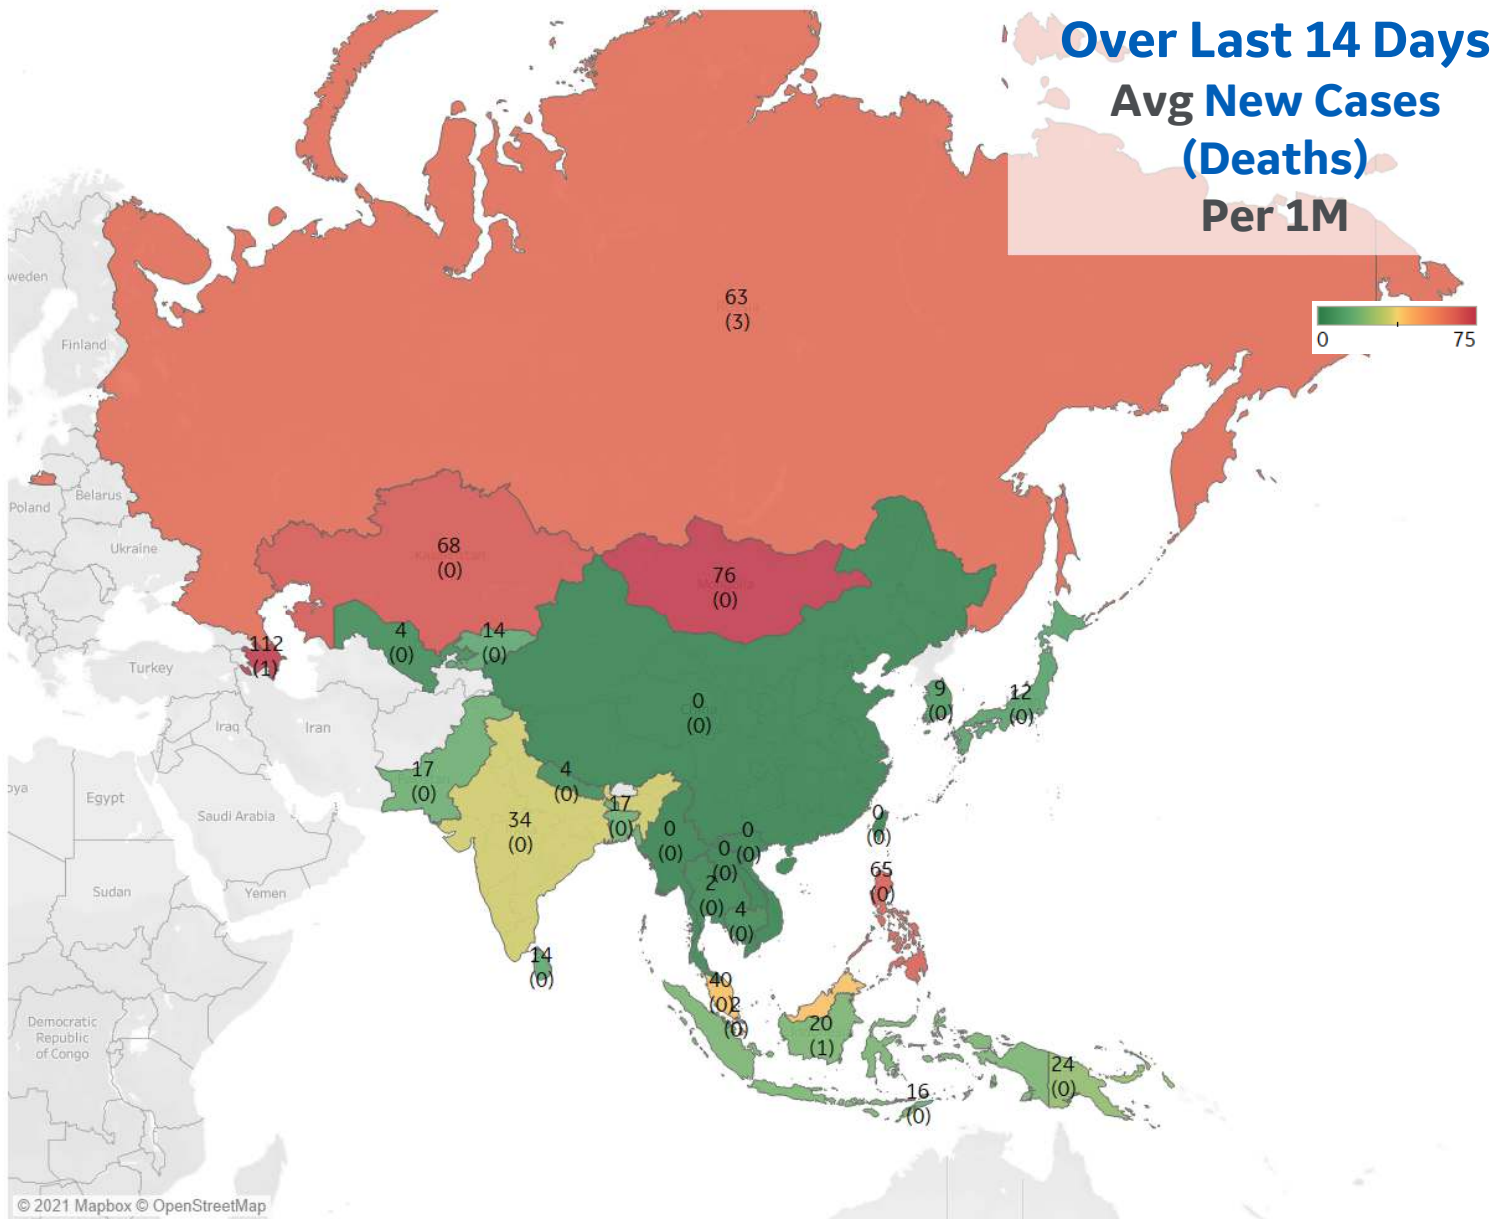 Over Last 14 Days
Avg New Cases
(Deaths)
Per 1M
63
(3)
0
75
weden
Finland
Poland
Belarus
Ukraine
68
(0)
76
(0)
112
(1)
4
(0)
14
(0)
Turkey
Iraq
Iran
0
(0)
9
(0)
12
(0)
oya
Egypt
Saudi Arabia
17
(0)
4
(0)
34
(0)
17
(0)
0
(0)
0
(0)
0
(0)
0
(0)
65
(0)
2
(0)
4
(0)
Sudan
Yemen
14
(0)
40
(0)
2
(0)
20
(1)
16
(0)
24
(0)
Democratic
Republic
of Congo
© 2021 Mapbox © OpenStreetMap